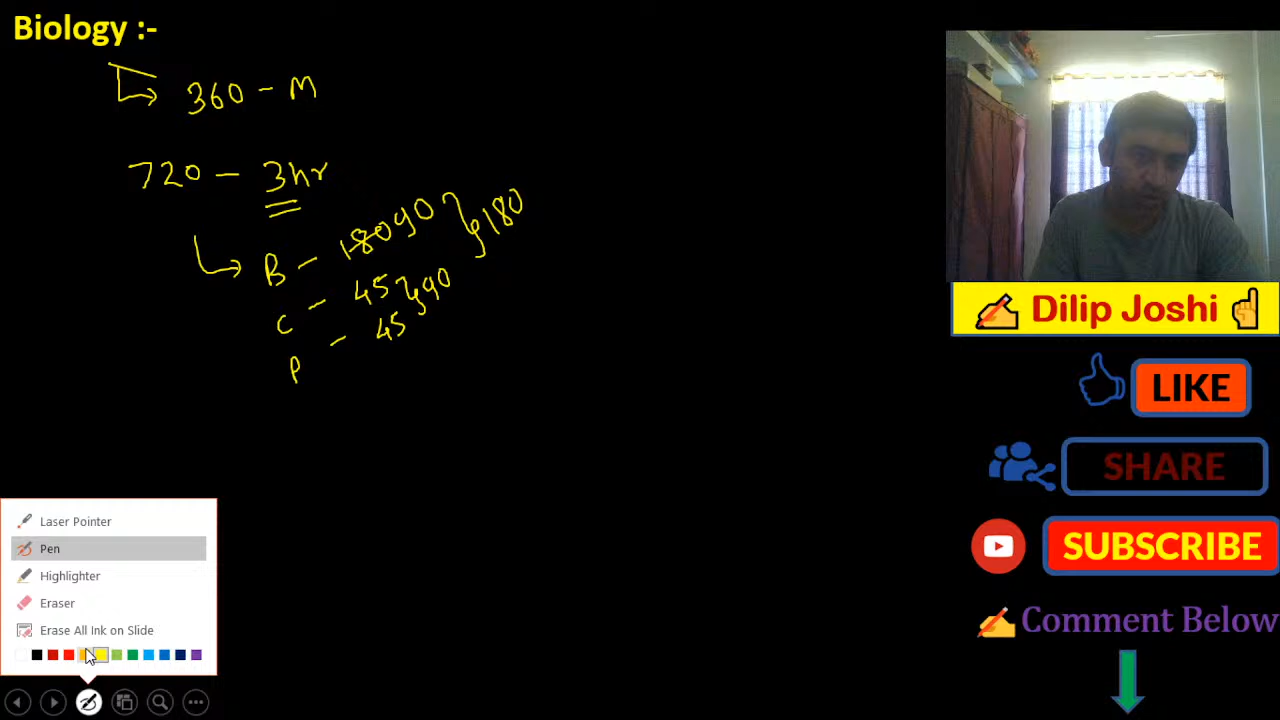 Biology :-
360 - M
720 - 3hr
B - 180 90 } 180
C - 45 } 90
P - 45
Dilip Joshi
LIKE
SHARE
SUBSCRIBE
Comment Below
Laser Pointer
Pen
Highlighter
Eraser
Erase All Ink on Slide